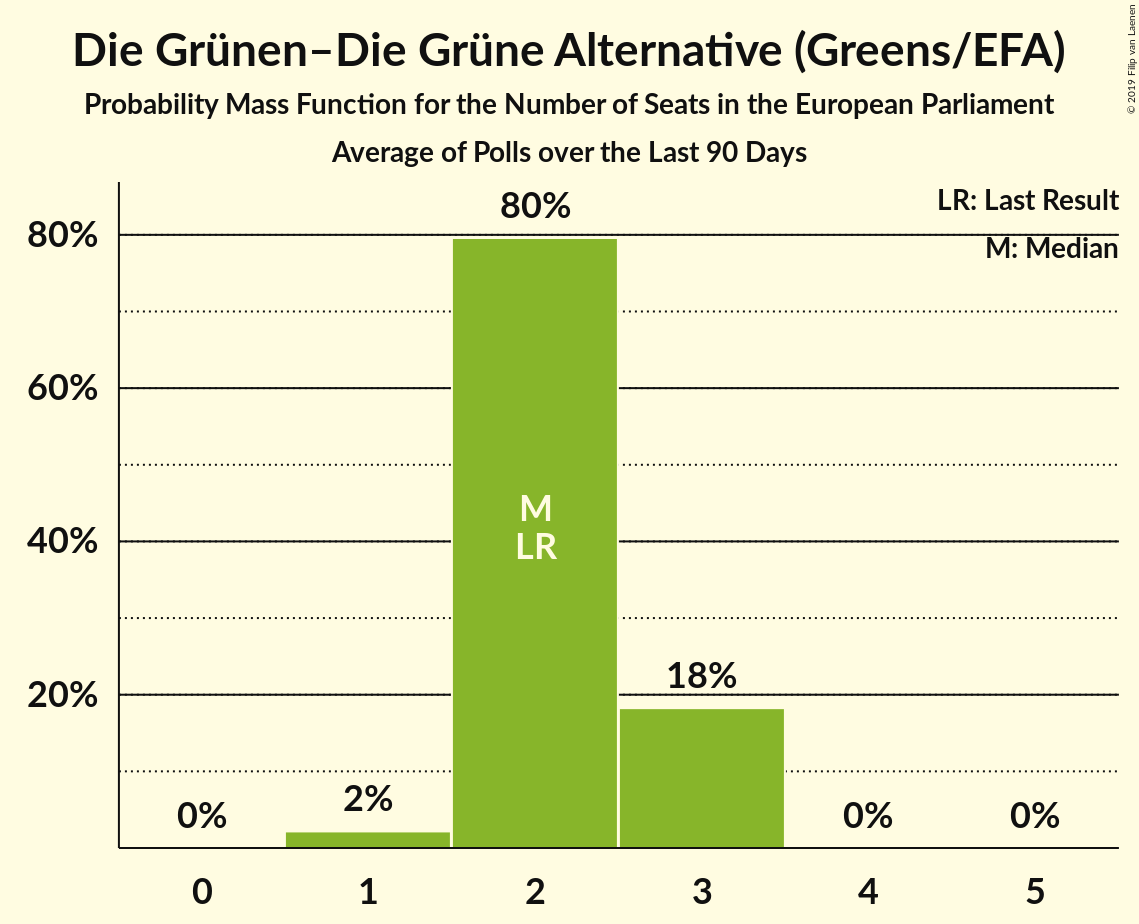 Die Grünen–Die Grüne Alternative (Greens/EFA)
Probability Mass Function for the Number of Seats in the European Parliament
Average of Polls over the Last 90 Days
© 2019 Filip van Laenen
LR: Last Result
M: Median
80%
60%
40%
20%
0%
2%
80%
M
LR
18%
0%
0%
0 1 2 3 4 5